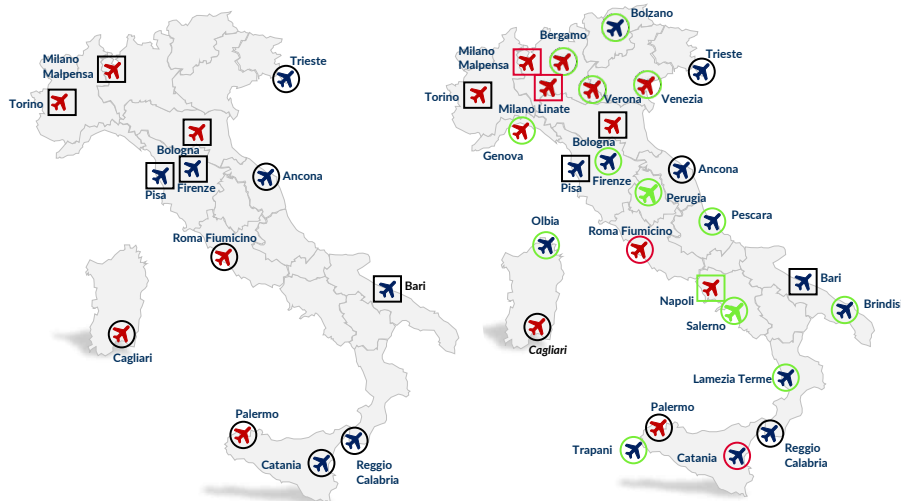 Milano
Malpensa
Torino
Trieste
Bologna
Pisa
Firenze
Ancona
Roma Fiumicino
Bari
Cagliari
Palermo
Catania
Reggio
Calabria
Bolzano
Bergamo
Milano
Malpensa
Trieste
Torino
Milano Linate
Verona
Venezia
Genova
Bologna
Pisa
Firenze
Ancona
Perugia
Olbia
Pescara
Roma Fiumicino
Napoli
Salerno
Bari
Brindis
Cagliari
Lamezia Terme
Palermo
Trapani
Catania
Reggio
Calabria